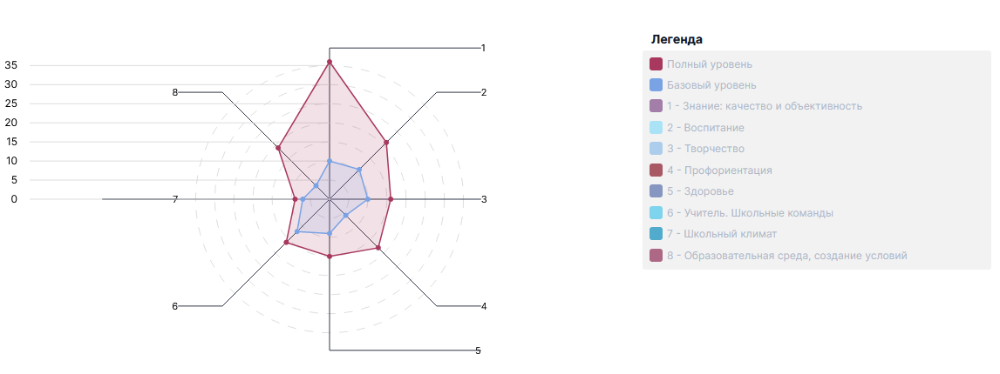 1
35
30
25
20
15
10
5
0
8
2
7
3
6
4
5
Легенда
Полный уровень
Базовый уровень
1 - Знание: качество и объективность
2 - Воспитание
3 - Творчество
4 - Профориентация
5 - Здоровье
6 - Учитель. Школьные команды
7 - Школьный климат
8 - Образовательная среда, создание условий